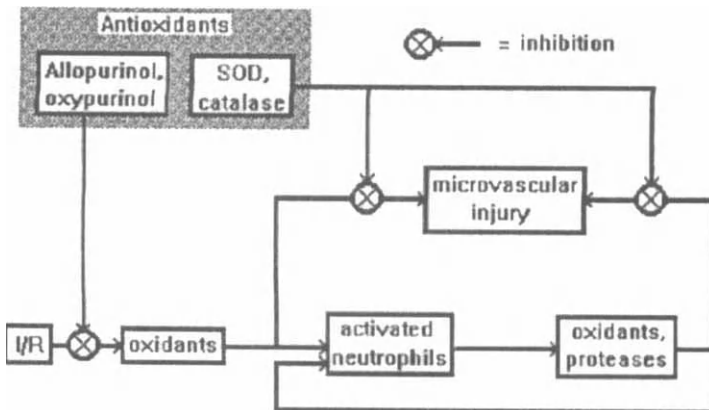 Antioxidants
Allopurinol,
oxypurinol
SOD,
catalase
= inhibition
microvascular
injury
I/R
oxidants
activated
neutrophils
oxidants,
proteases